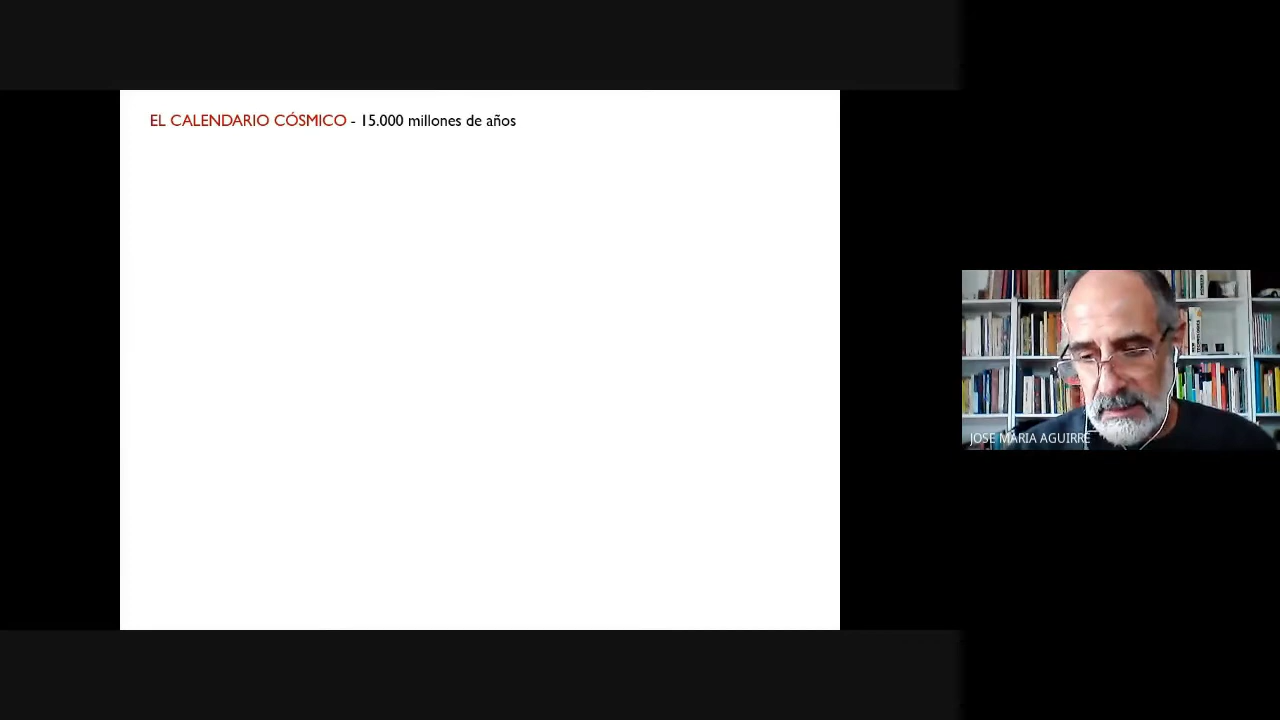 EL CALENDARIO CÓSMICO - 15.000 millones de años
JOSE MARIA AGUIRRE